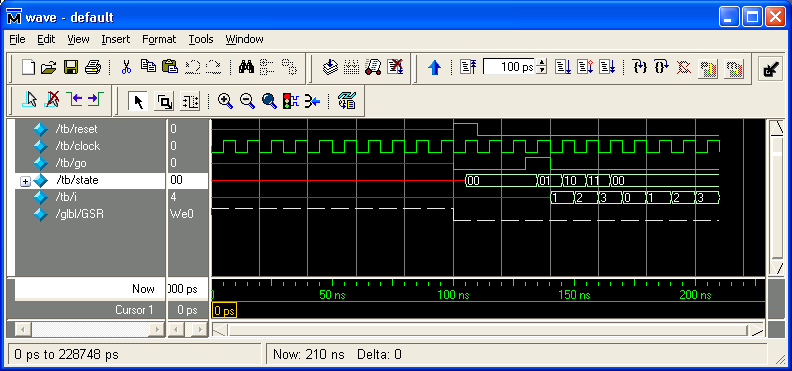 wave - default
File Edit View Insert Format Tools Window
100 ps
/tb/reset 0
/tb/clock 0
/tb/go 0
/tb/state 00 00 01 10 11 00
/tb/i 4 1 2 3 0 1 2 3
/glbl/GSR We0
Now 000 ps 50 ns 100 ns 150 ns 200 ns
Cursor 1 0 ps 0 ps
0 ps to 228748 ps Now: 210 ns Delta: 0